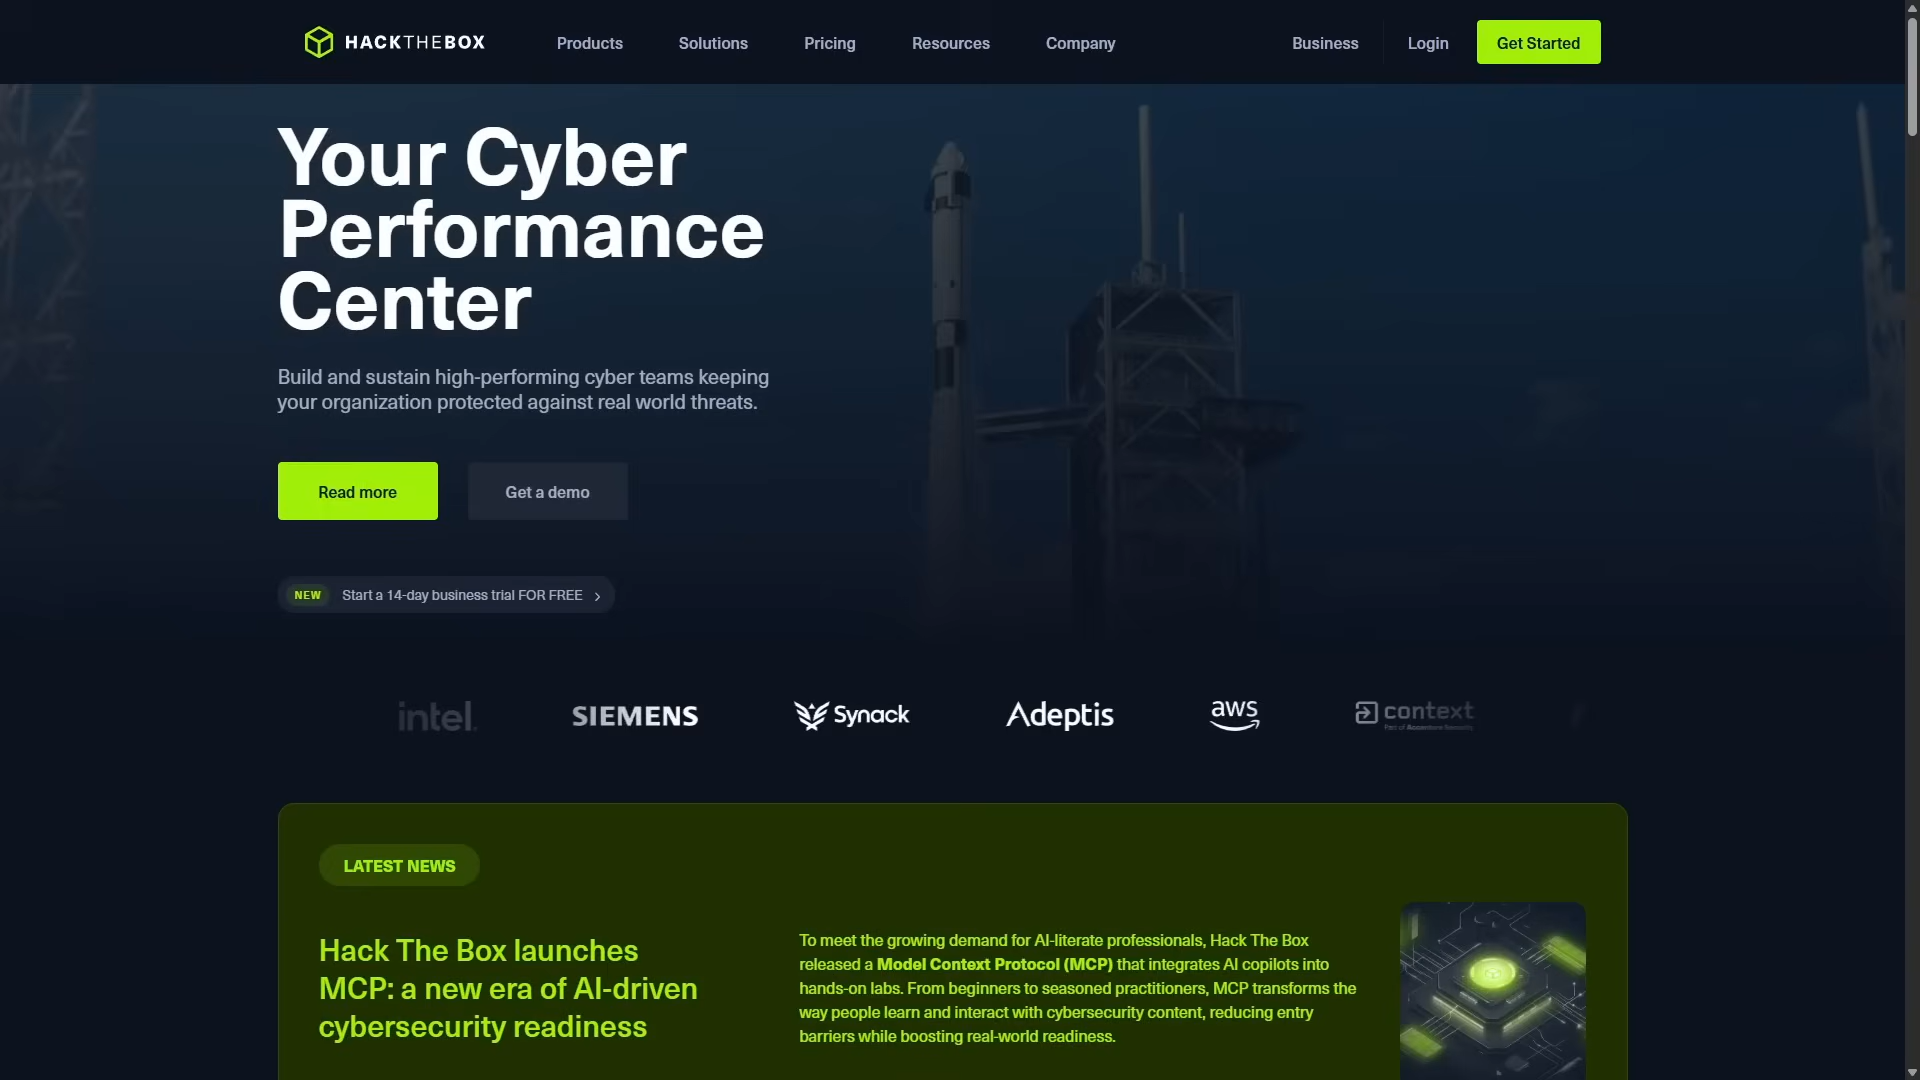 HACKTHEBOX
Products
Solutions
Pricing
Resources
Company
Business
Login
Get Started
Your Cyber
Performance
Center
Build and sustain high-performing cyber teams keeping
your organization protected against real world threats.
Read more
Get a demo
NEW
Start a 14-day business trial FOR FREE
intel.
SIEMENS
Synack
Adeptis
aws
context
Part of Accenture Security
LATEST NEWS
Hack The Box launches
MCP: a new era of AI-driven
cybersecurity readiness
To meet the growing demand for AI-literate professionals, Hack The Box
released a Model Context Protocol (MCP) that integrates AI copilots into
hands-on labs. From beginners to seasoned practitioners, MCP transforms the
way people learn and interact with cybersecurity content, reducing entry
barriers while boosting real-world readiness.